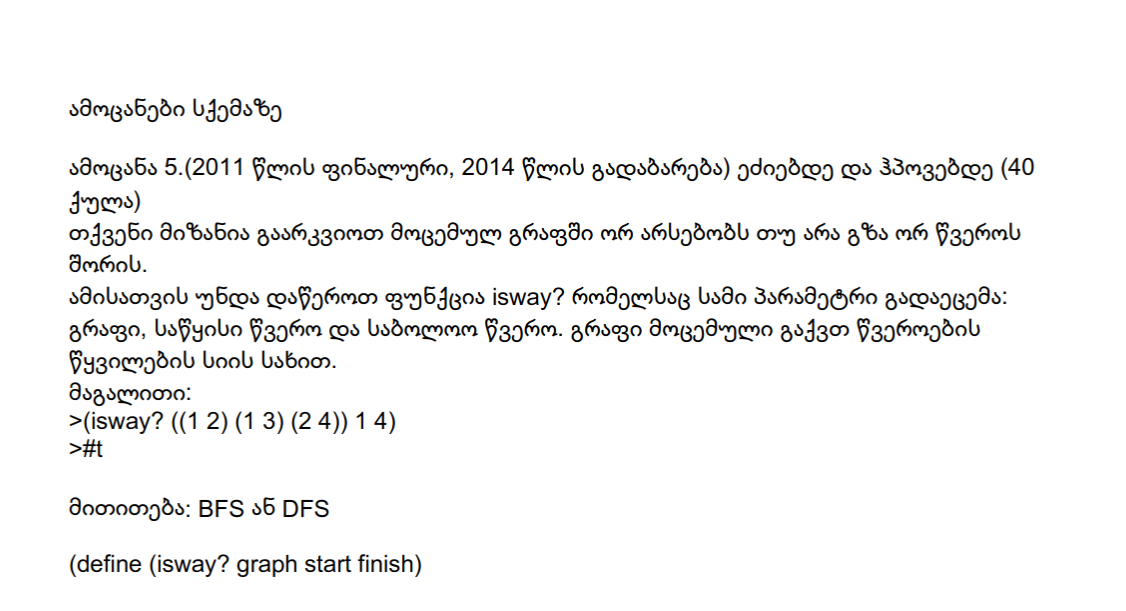 ამოცანები სქემაზე
ამოცანა 5.(2011 წლის ფინალური, 2014 წლის გადაბარება) ეძიებდე და ჰპოვებდე (40
ქულა)
თქვენი მიზანია გაარკვიოთ მოცემულ გრაფში ორ არსებობს თუ არა გზა ორ წვეროს
შორის.
ამისათვის უნდა დაწეროთ ფუნქცია isway? რომელსაც სამი პარამეტრი გადაეცემა:
გრაფი, საწყისი წვერო და საბოლოო წვერო. გრაფი მოცემული გაქვთ წვეროების
წყვილების სიის სახით.
მაგალითი:
>(isway? ((1 2) (1 3) (2 4)) 1 4)
>#t
მითითება: BFS ან DFS
(define (isway? graph start finish)